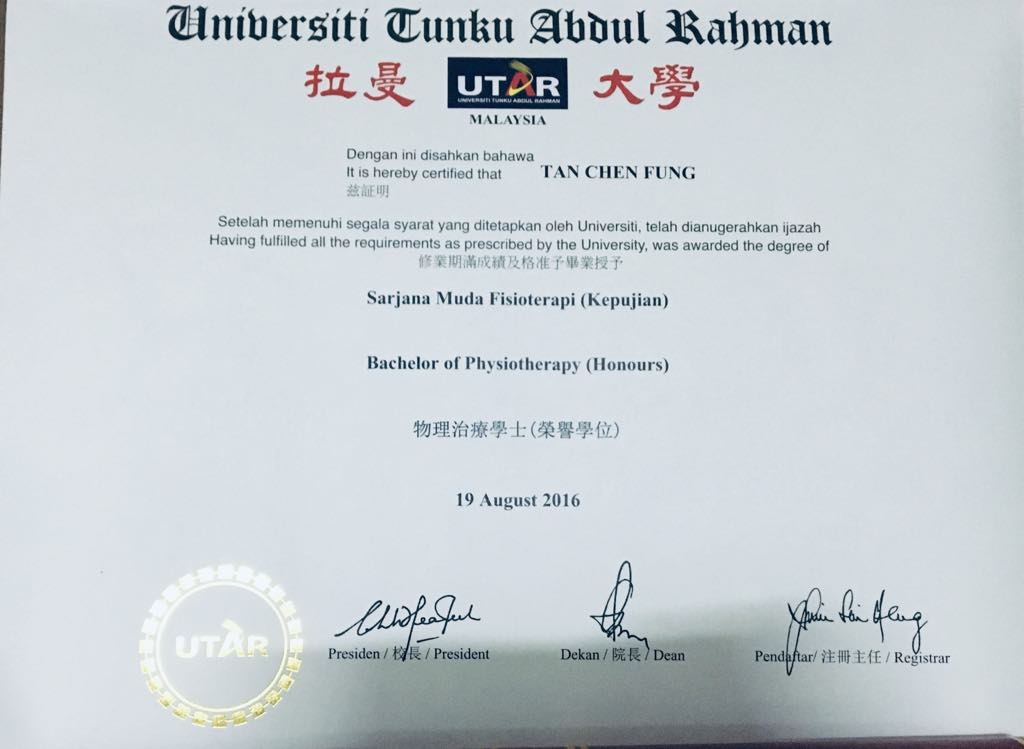 Universiti Tunku Abdul Rahman
拉曼 UTAR 大學
UNIVERSITI TUNKU ABDUL RAHMAN
MALAYSIA
Dengan ini disahkan bahawa
It is hereby certified that TAN CHEN FUNG
茲証明
Setelah memenuhi segala syarat yang ditetapkan oleh Universiti, telah dianugerahkan ijazah
Having fulfilled all the requirements as prescribed by the University, was awarded the degree of
修業期滿成績及格准予畢業授予
Sarjana Muda Fisioterapi (Kepujian)
Bachelor of Physiotherapy (Honours)
物理治療學士(榮譽學位)
19 August 2016
UTAR
Presiden / 校長 / President
Dekan / 院長 / Dean
Pendaftar/ 注冊主任 / Registrar